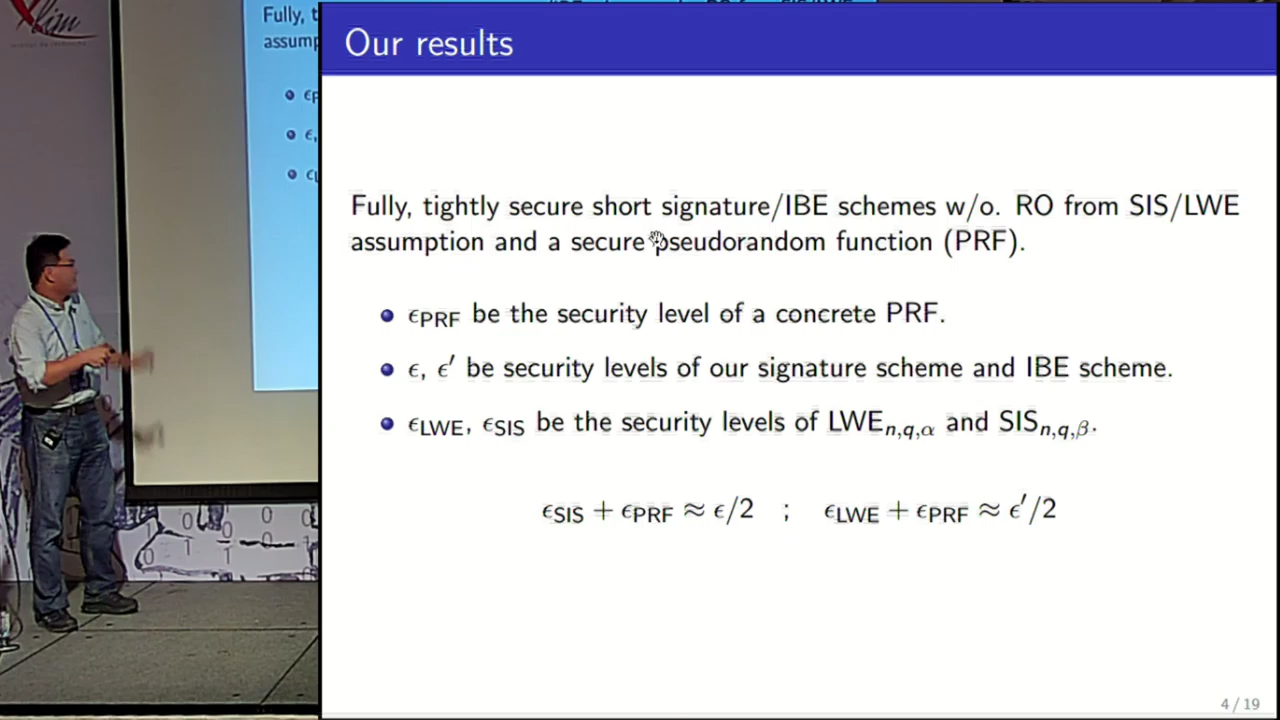 Our results
Fully, tightly secure short signature/IBE schemes w/o. RO from SIS/LWE
assumption and a secure pseudorandom function (PRF).
• ϵPRF be the security level of a concrete PRF.
• ϵ, ϵ′ be security levels of our signature scheme and IBE scheme.
• ϵLWE, ϵSIS be the security levels of LWEn,q,α and SISn,q,β.
ϵSIS + ϵPRF ≈ ϵ/2 ; ϵLWE + ϵPRF ≈ ϵ′/2
4 / 19
Xlim
Fully, t
assump
• ϵP
• ϵ,
• ϵL